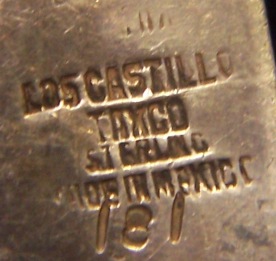 LOS CASTILLO
TAXCO
STERLING
MADE IN MEXICO
181